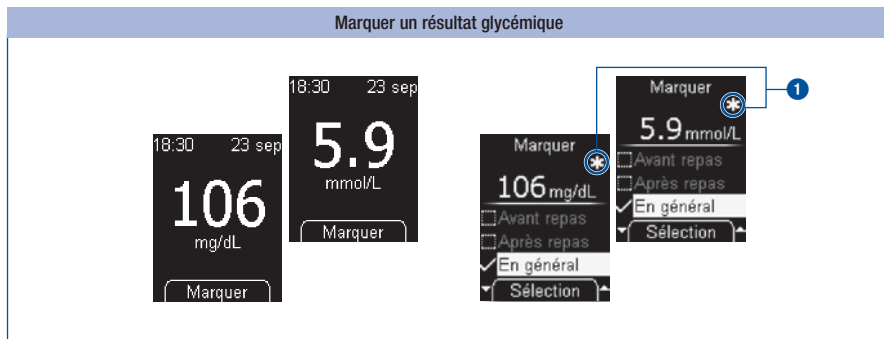 Marquer un résultat glycémique
18:30 23 sep
106
mg/dL
Marquer
18:30 23 sep
5.9
mmol/L
Marquer
Marquer
*
106 mg/dL
Avant repas
Après repas
En général
Sélection
Marquer
*
5.9 mmol/L
Avant repas
Après repas
En général
Sélection
1